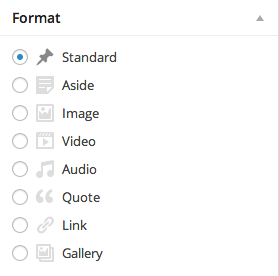 Format
Standard
Aside
Image
Video
Audio
Quote
Link
Gallery